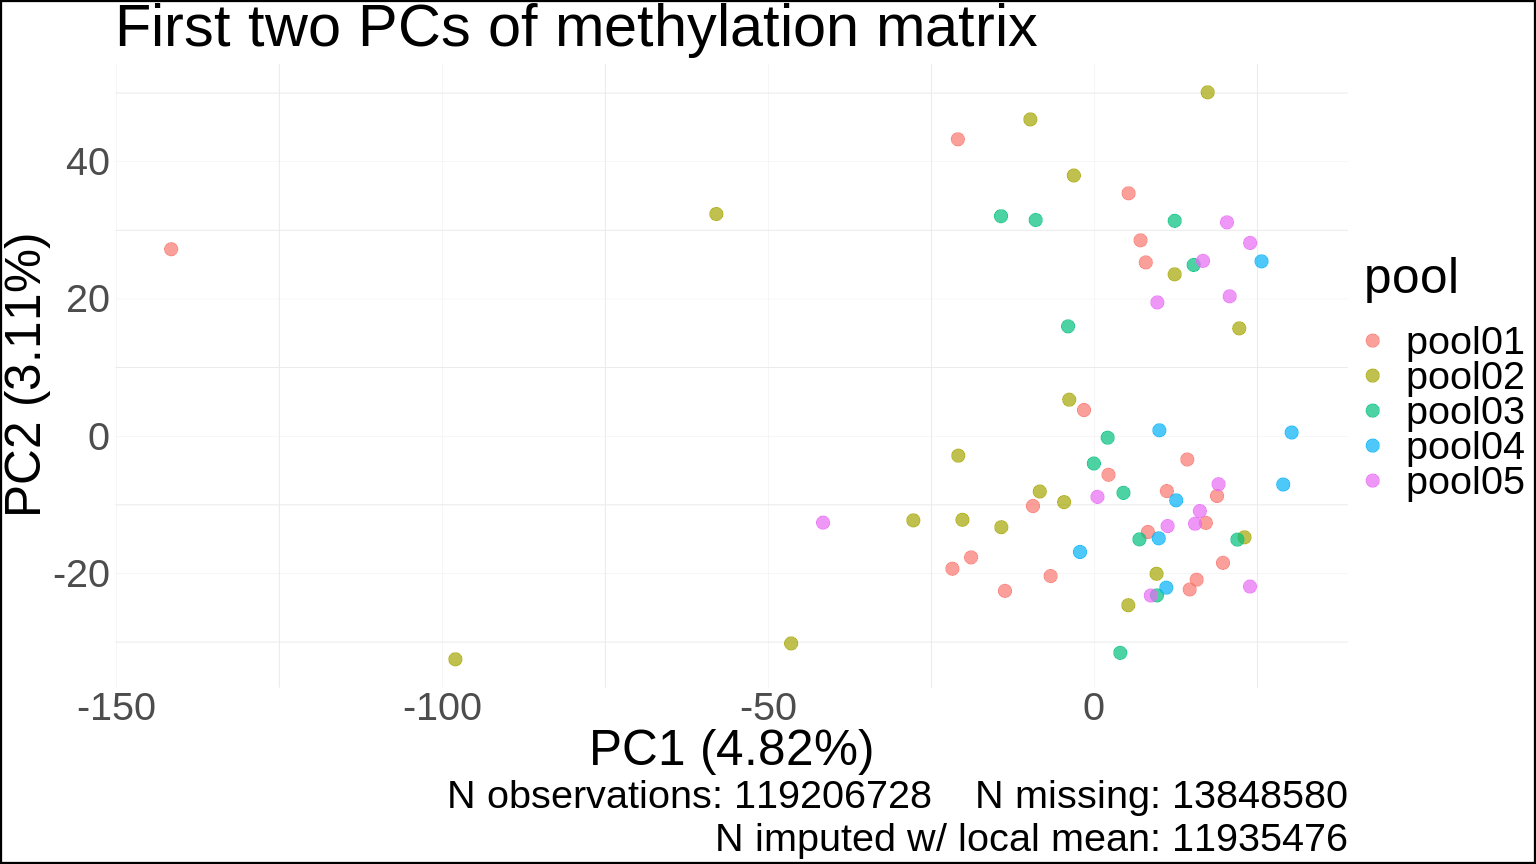 First two PCs of methylation matrix
PC2 (3.11%)
40
20
0
-20
-150 -100 -50 0
PC1 (4.82%)
N observations: 119206728 N missing: 13848580
N imputed w/ local mean: 11935476
pool
pool01
pool02
pool03
pool04
pool05